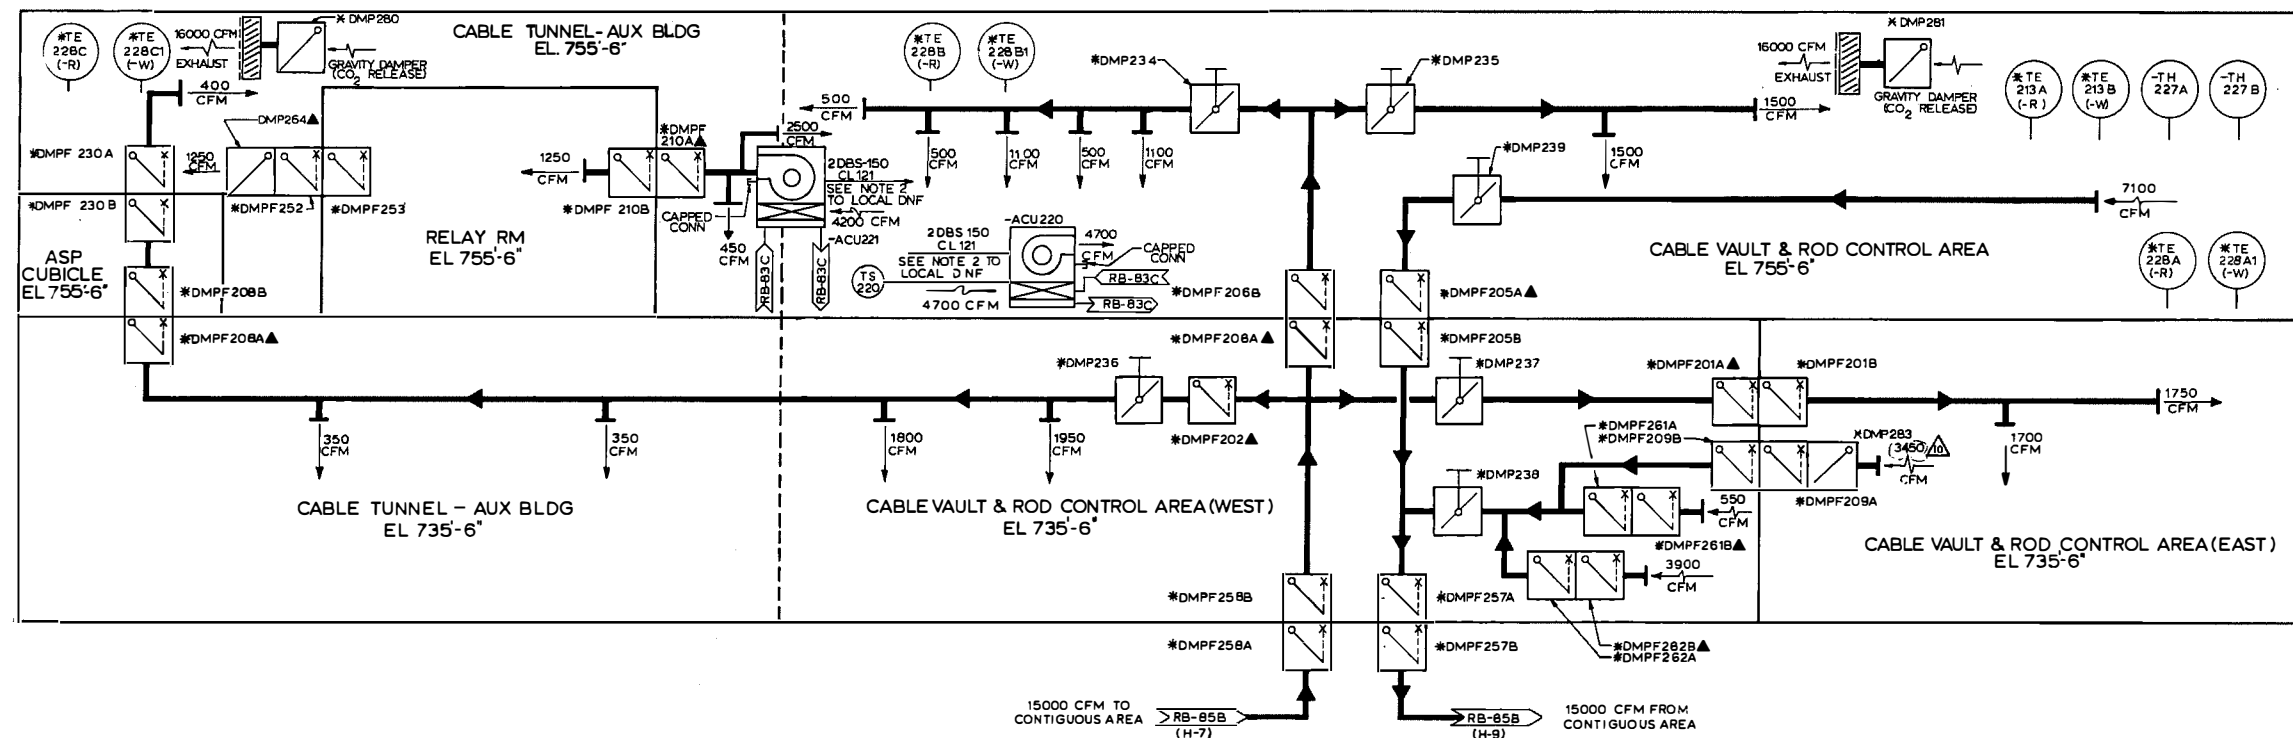 *TE
228C
(-R)
*TE
228C1
(-W)
16000 CFM
EXHAUST
* DMP280
GRAVITY DAMPER
(CO2 RELEASE)
CABLE TUNNEL-AUX BLDG
EL. 755'-6"
400
CFM
DMP264▲
*DMPF 230A
1250
CFM
*DMPF 230B
*DMPF252
*DMPF253
ASP
CUBICLE
EL 755'-6"
*DMPF208B
*DMPF208A▲
RELAY RM
EL 755'-6"
1250
CFM
*DMPF
210A▲
*DMPF 210B
CAPPED
CONN
450
CFM
2500
CFM
2DBS-150
CL 121
SEE NOTE 2
TO LOCAL DNF
4200 CFM
-ACU221
RB-83C
RB-83C
*TE
228B
(-R)
*TE
228B1
(-W)
500
CFM
500
CFM
1100
CFM
500
CFM
1100
CFM
*DMP234
*DMP235
-ACU220
2DBS 150
CL 121
SEE NOTE 2 TO
LOCAL DNF
TS
220
4700 CFM
4700
CFM
CAPPED
CONN
RB-83C
RB-83C
*DMPF206B
*DMPF208A▲
*DMP239
1500
CFM
1500
CFM
16000 CFM
EXHAUST
* DMP281
GRAVITY DAMPER
(CO2 RELEASE)
*TE
213A
(-R)
*TE
213B
(-W)
-TH
227A
-TH
227B
7100
CFM
CABLE VAULT & ROD CONTROL AREA
EL 755'-6"
*TE
228A
(-R)
*TE
228A1
(-W)
*DMPF205A▲
*DMPF205B
*DMP236
*DMPF202▲
*DMP237
*DMPF201A▲
*DMPF201B
1750
CFM
1700
CFM
350
CFM
350
CFM
1800
CFM
1950
CFM
*DMPF261A
*DMPF209B
*DMP283
(3450) 10
CFM
*DMPF209A
*DMP238
550
CFM
*DMPF261B▲
3900
CFM
*DMPF262B▲
*DMPF262A
CABLE TUNNEL - AUX BLDG
EL 735'-6"
CABLE VAULT & ROD CONTROL AREA (WEST)
EL 735'-6"
CABLE VAULT & ROD CONTROL AREA (EAST)
EL 735'-6"
*DMPF258B
*DMPF258A
*DMPF257A
*DMPF257B
15000 CFM TO
CONTIGUOUS AREA
RB-85B
(H-7)
RB-85B
(H-9)
15000 CFM FROM
CONTIGUOUS AREA